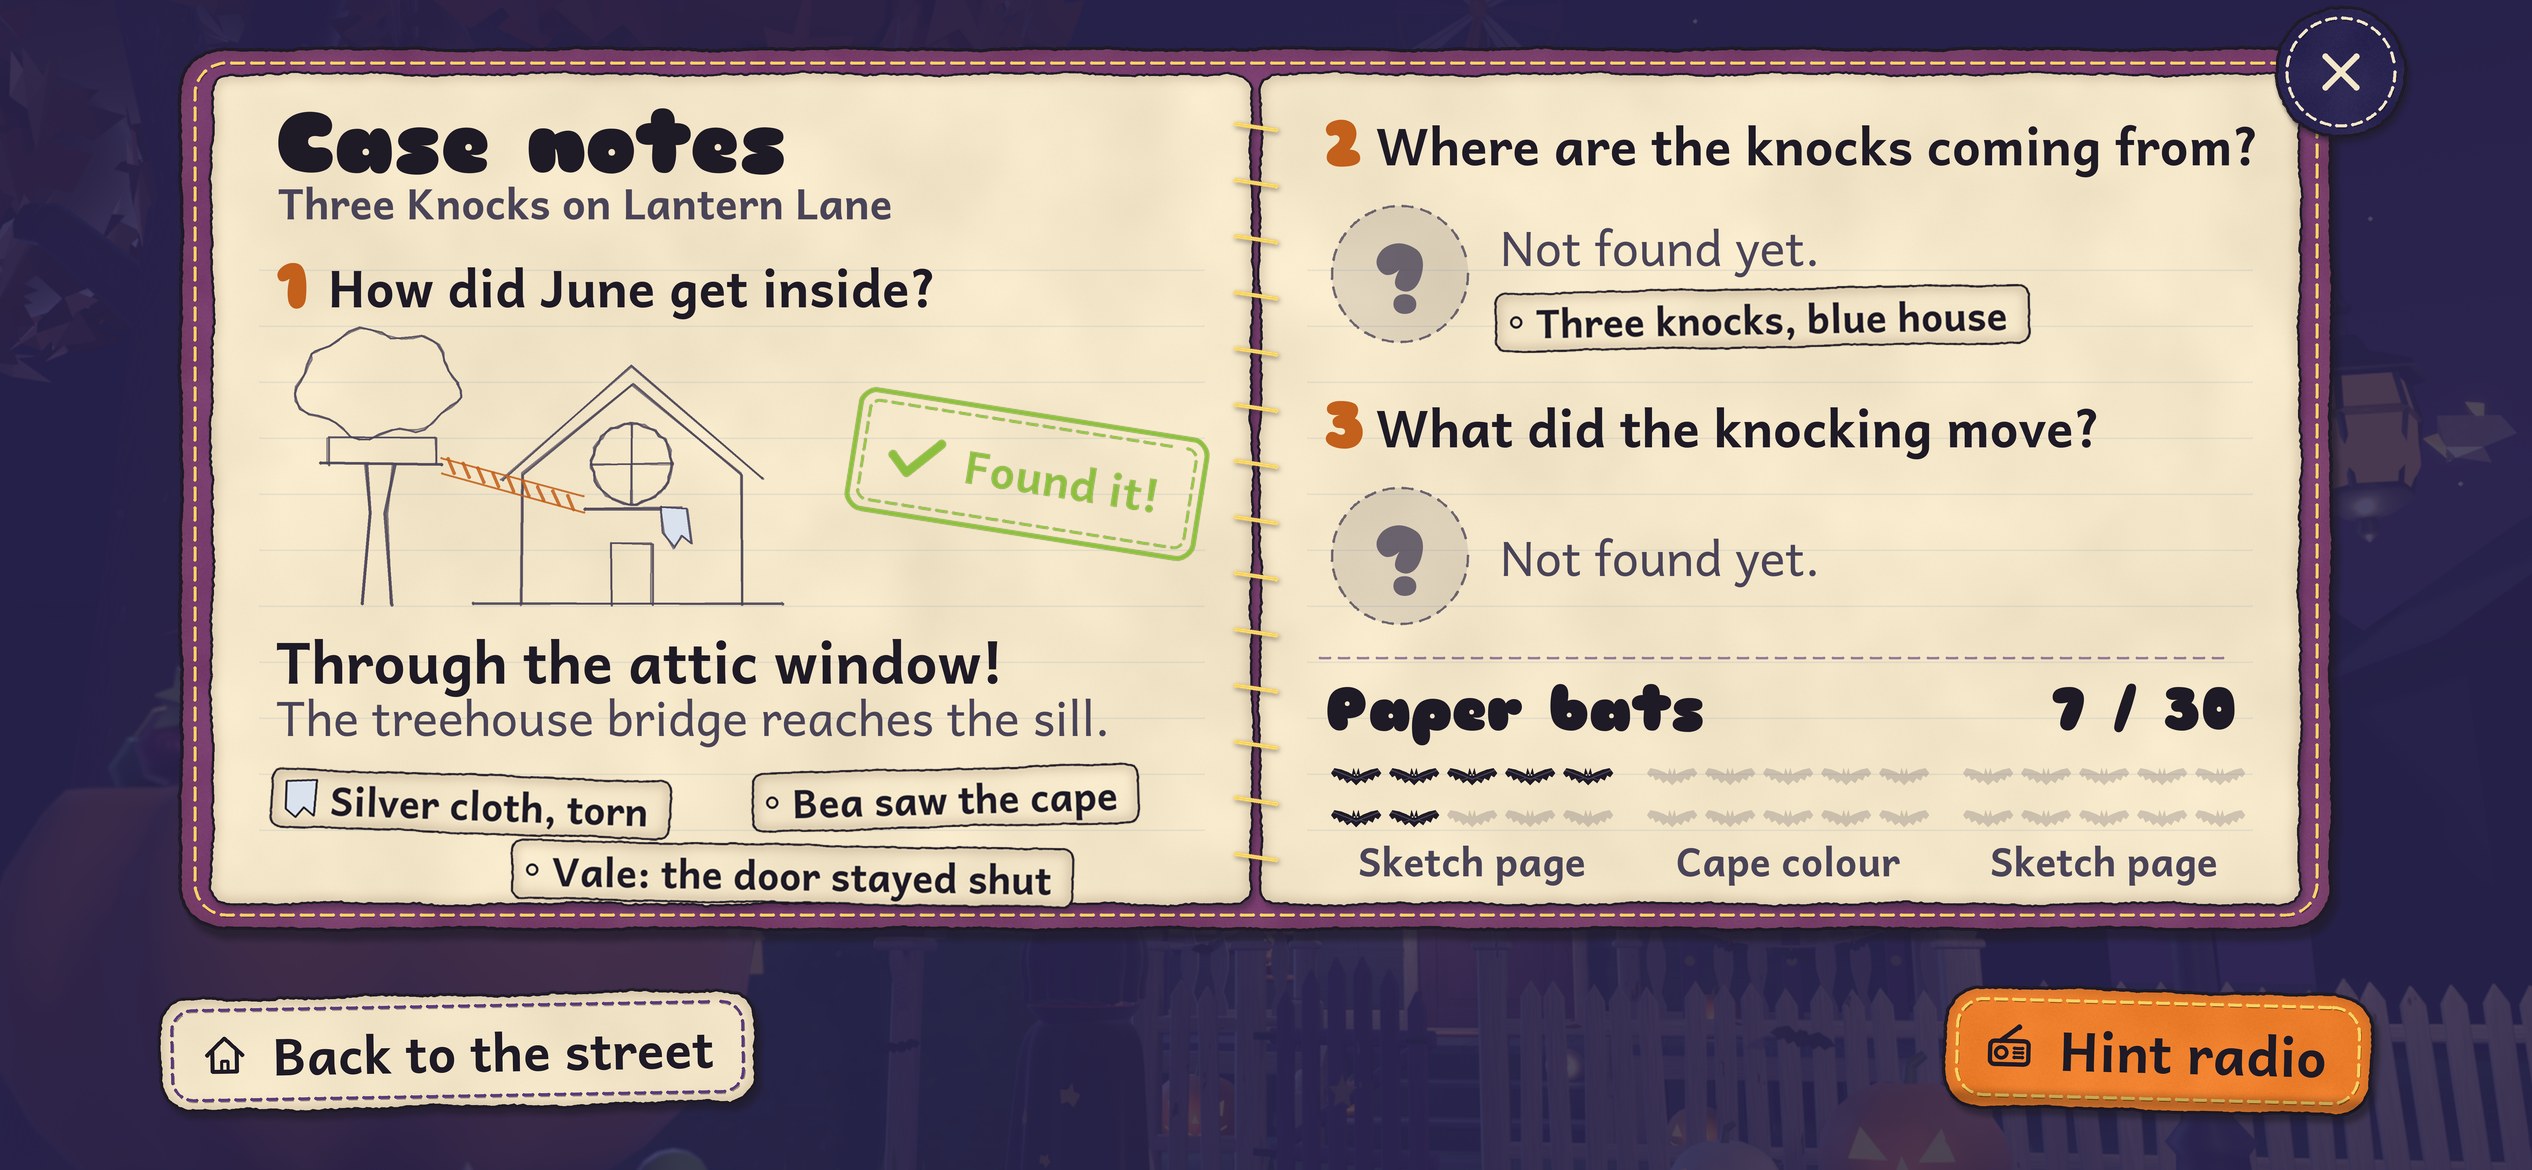 Case notes
Three Knocks on Lantern Lane
1 How did June get inside?
Found it!
Through the attic window!
The treehouse bridge reaches the sill.
Silver cloth, torn
Bea saw the cape
Vale: the door stayed shut
2 Where are the knocks coming from?
?
Not found yet.
Three knocks, blue house
3 What did the knocking move?
?
Not found yet.
Paper bats 7 / 30
Sketch page Cape colour Sketch page
Back to the street
Hint radio